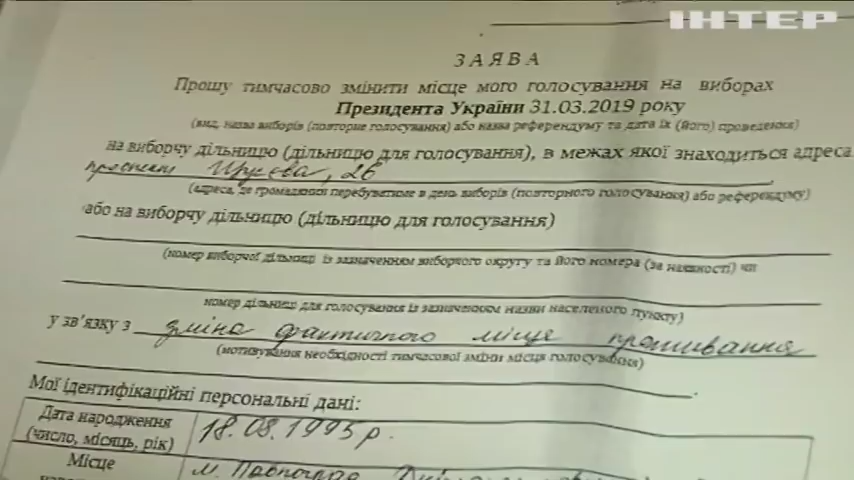 ІНТЕР
ЗАЯВА
Прошу тимчасово змінити місце мого голосування на виборах
Президента України 31.03.2019 року
(вид, назва виборів (повторне голосування) або назва референдуму та дата їх (його) проведення)
на виборчу дільницю (дільницю для голосування), в межах якої знаходиться адреса
проспект 26
(адреса, де громадянин перебуватиме в день виборів (повторного голосування) або референдуму)
або на виборчу дільницю (дільницю для голосування)
(номер виборчої дільниці із зазначенням виборчого округу та його номера (за наявності) чи
номер дільниці для голосування із зазначенням назви населеного пункту)
у зв'язку з зміна фактичного місця проживання
(мотивування необхідності тимчасової зміни місця голосування)
Мої ідентифікаційні персональні дані:
Дата народження
(число, місяць, рік)
18.08.1995 р.
Місце
м. Павлоград